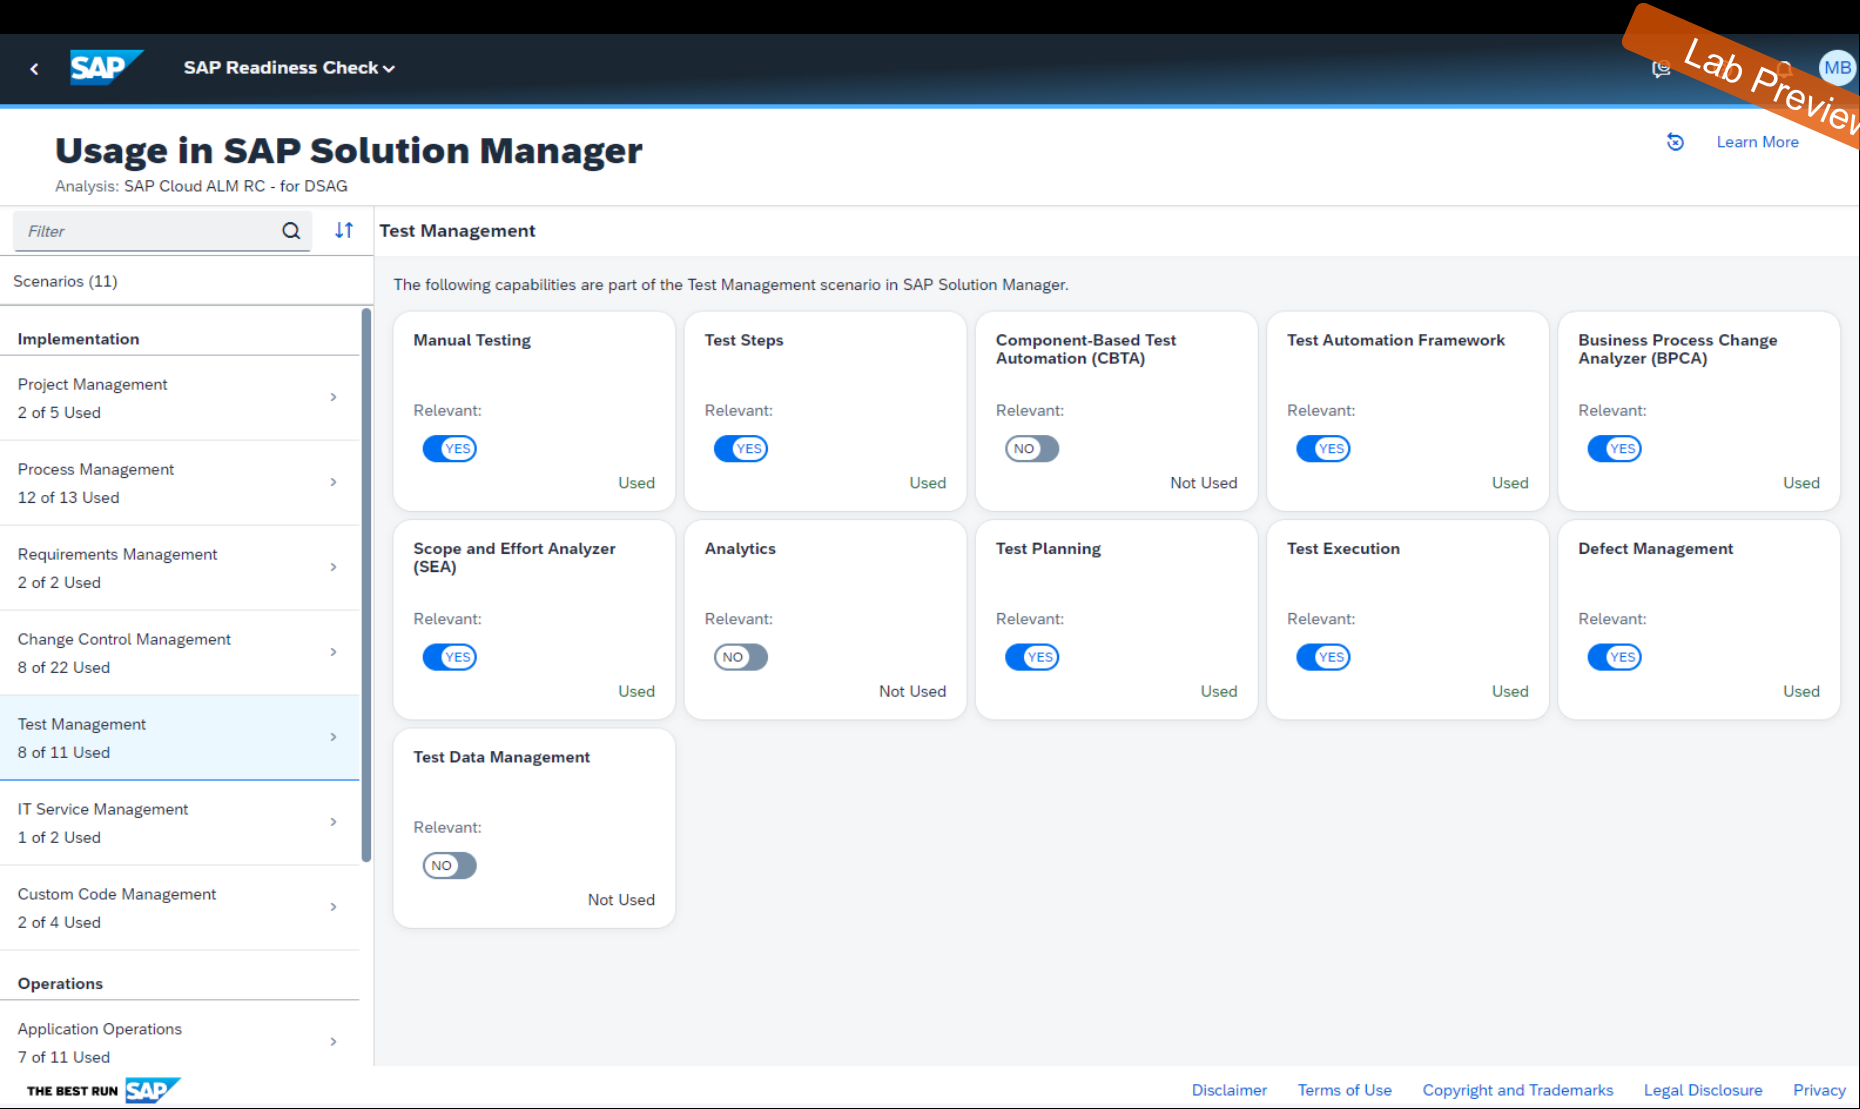 SAP
SAP Readiness Check
Lab Preview
MB
Usage in SAP Solution Manager
Analysis: SAP Cloud ALM RC - for DSAG
Learn More
Filter
Scenarios (11)
Implementation
Project Management
2 of 5 Used
Process Management
12 of 13 Used
Requirements Management
2 of 2 Used
Change Control Management
8 of 22 Used
Test Management
8 of 11 Used
IT Service Management
1 of 2 Used
Custom Code Management
2 of 4 Used
Operations
Application Operations
7 of 11 Used
Test Management
The following capabilities are part of the Test Management scenario in SAP Solution Manager.
Manual Testing
Relevant:
YES
Used
Test Steps
Relevant:
YES
Used
Component-Based Test
Automation (CBTA)
Relevant:
NO
Not Used
Test Automation Framework
Relevant:
YES
Used
Business Process Change
Analyzer (BPCA)
Relevant:
YES
Used
Scope and Effort Analyzer
(SEA)
Relevant:
YES
Used
Analytics
Relevant:
NO
Not Used
Test Planning
Relevant:
YES
Used
Test Execution
Relevant:
YES
Used
Defect Management
Relevant:
YES
Used
Test Data Management
Relevant:
NO
Not Used
THE BEST RUN SAP
Disclaimer Terms of Use Copyright and Trademarks Legal Disclosure Privacy